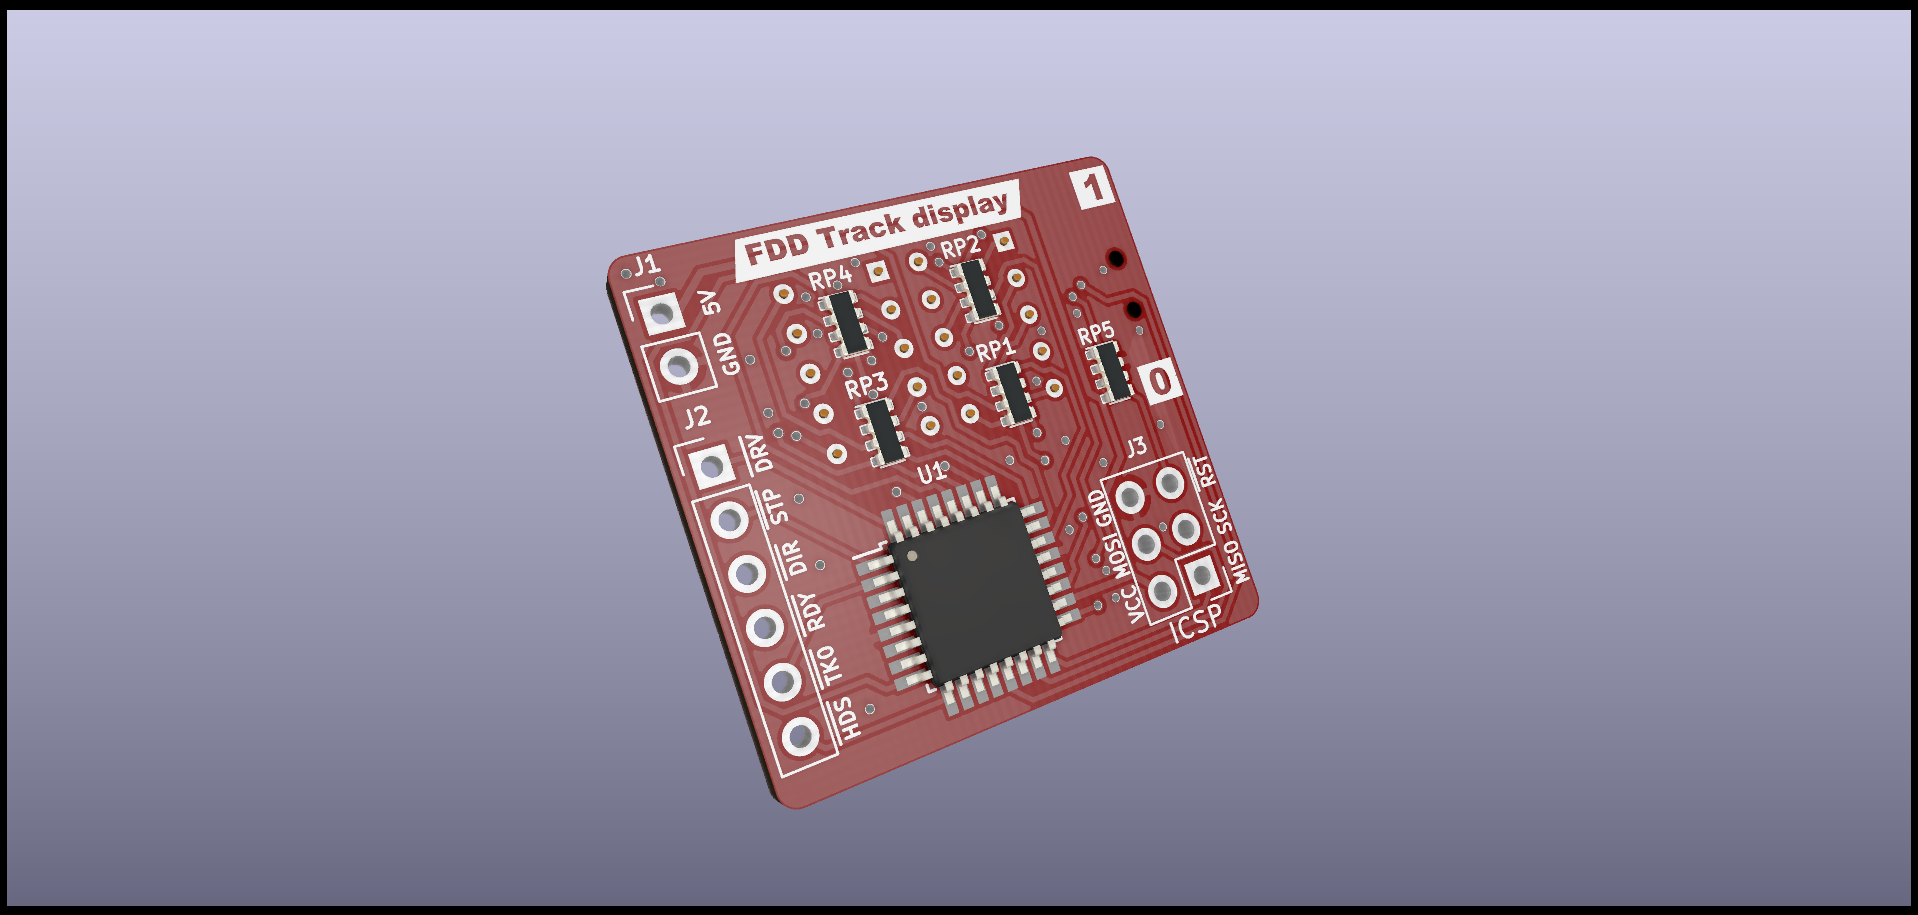 FDD Track display
1
J1
5V
GND
RP4
RP2
RP3
RP1
RP5
0
J2
DRV
STP
DIR
RDY
TK0
HDS
U1
J3
RST
SCK
MISO
GND
MOSI
VCC
ICSP